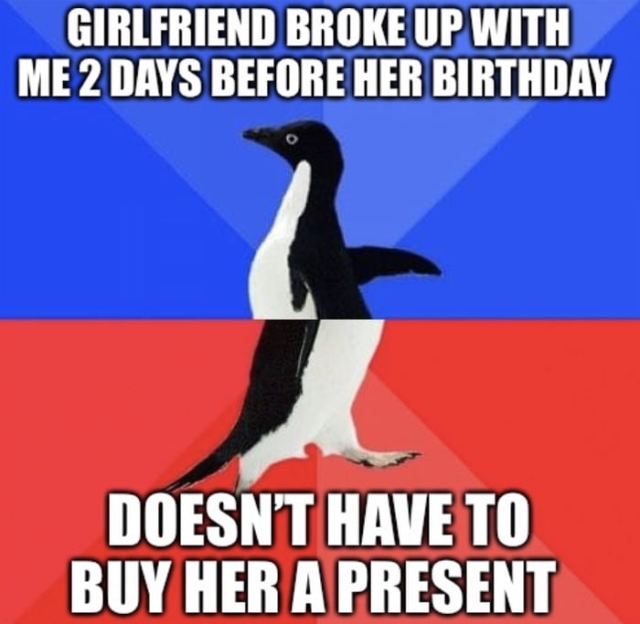 GIRLFRIEND BROKE UP WITH
ME 2 DAYS BEFORE HER BIRTHDAY
DOESN'T HAVE TO
BUY HER A PRESENT